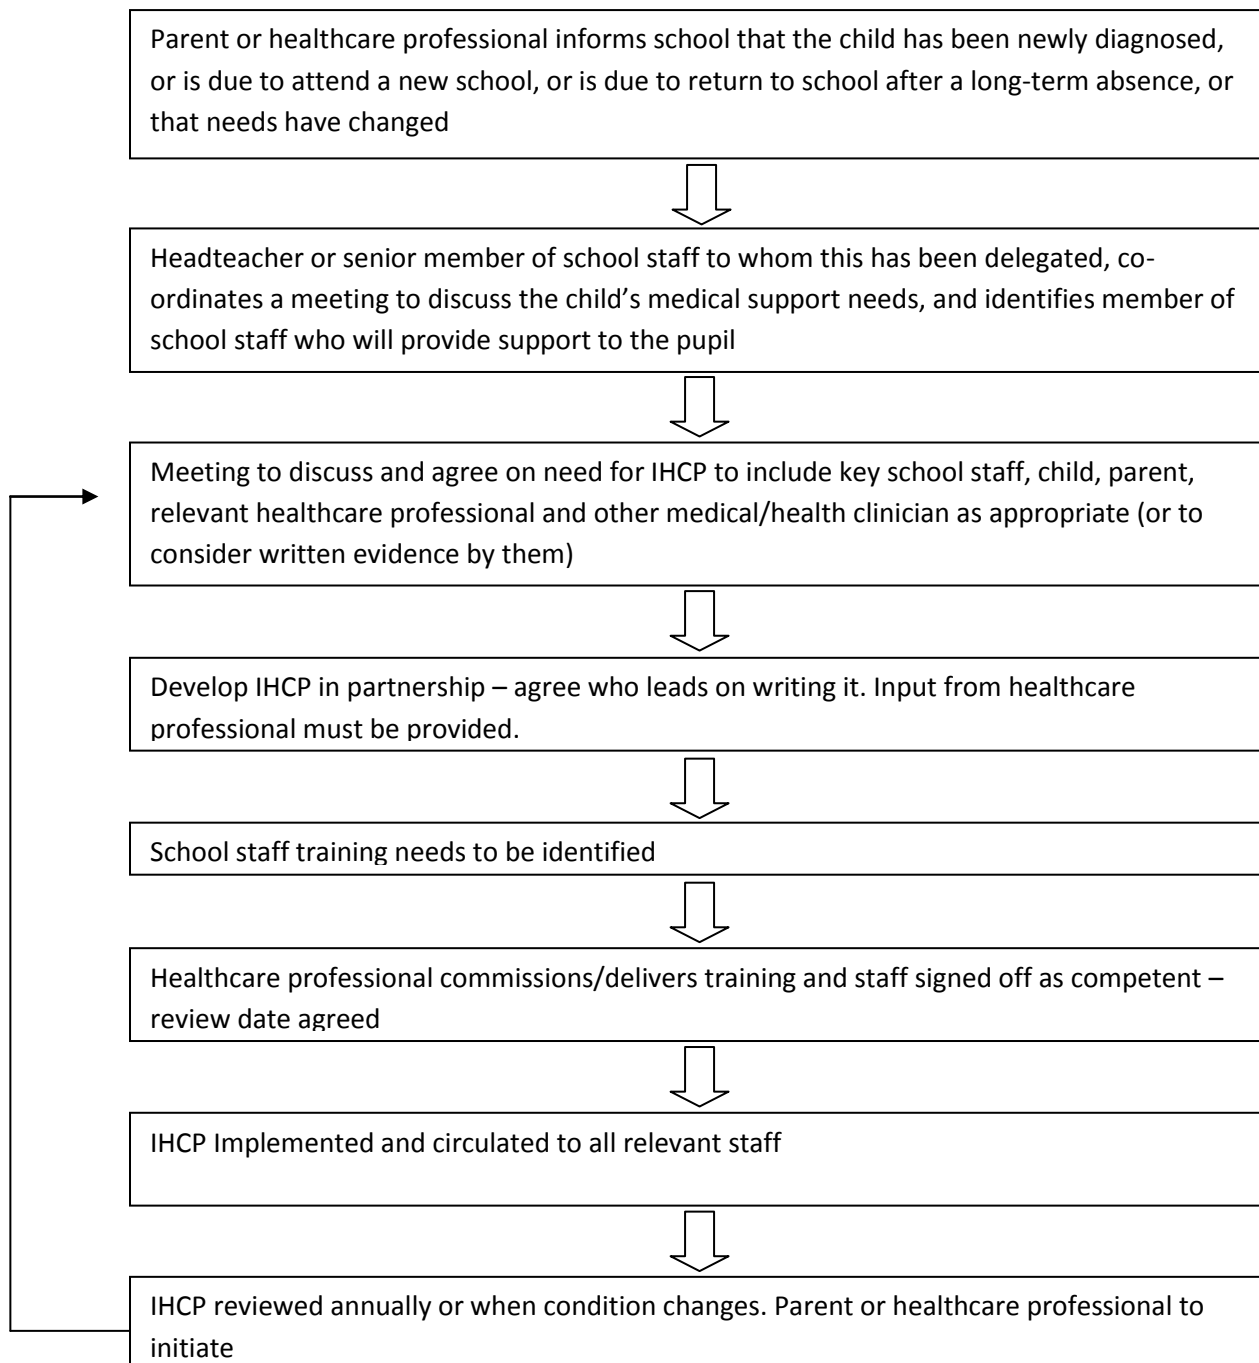 Parent or healthcare professional informs school that the child has been newly diagnosed,
or is due to attend a new school, or is due to return to school after a long-term absence, or
that needs have changed
Headteacher or senior member of school staff to whom this has been delegated, co-
ordinates a meeting to discuss the child's medical support needs, and identifies member of
school staff who will provide support to the pupil
Meeting to discuss and agree on need for IHCP to include key school staff, child, parent,
relevant healthcare professional and other medical/health clinician as appropriate (or to
consider written evidence by them)
Develop IHCP in partnership – agree who leads on writing it. Input from healthcare
professional must be provided.
School staff training needs to be identified
Healthcare professional commissions/delivers training and staff signed off as competent –
review date agreed
IHCP Implemented and circulated to all relevant staff
IHCP reviewed annually or when condition changes. Parent or healthcare professional to
initiate